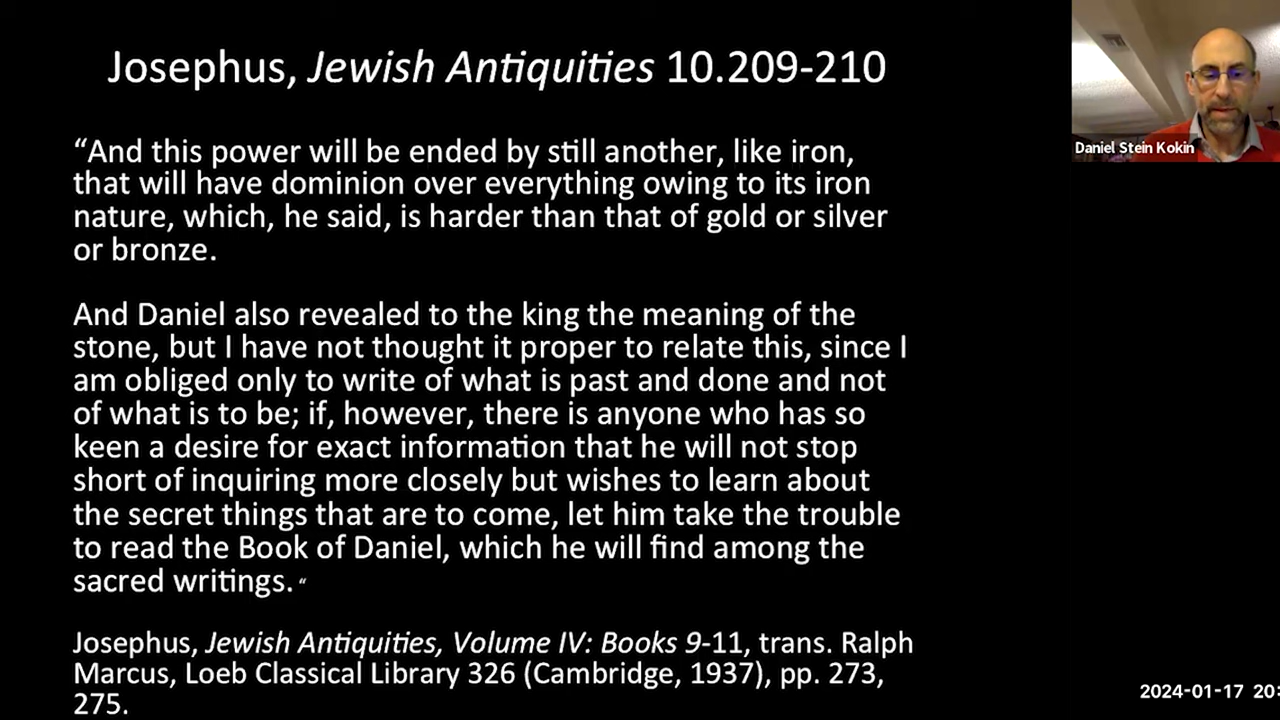 Josephus, Jewish Antiquities 10.209-210
“And this power will be ended by still another, like iron,
that will have dominion over everything owing to its iron
nature, which, he said, is harder than that of gold or silver
or bronze.
And Daniel also revealed to the king the meaning of the
stone, but I have not thought it proper to relate this, since I
am obliged only to write of what is past and done and not
of what is to be; if, however, there is anyone who has so
keen a desire for exact information that he will not stop
short of inquiring more closely but wishes to learn about
the secret things that are to come, let him take the trouble
to read the Book of Daniel, which he will find among the
sacred writings. “
Josephus, Jewish Antiquities, Volume IV: Books 9-11, trans. Ralph
Marcus, Loeb Classical Library 326 (Cambridge, 1937), pp. 273,
275.
Daniel Stein Kokin
2024-01-17 20: